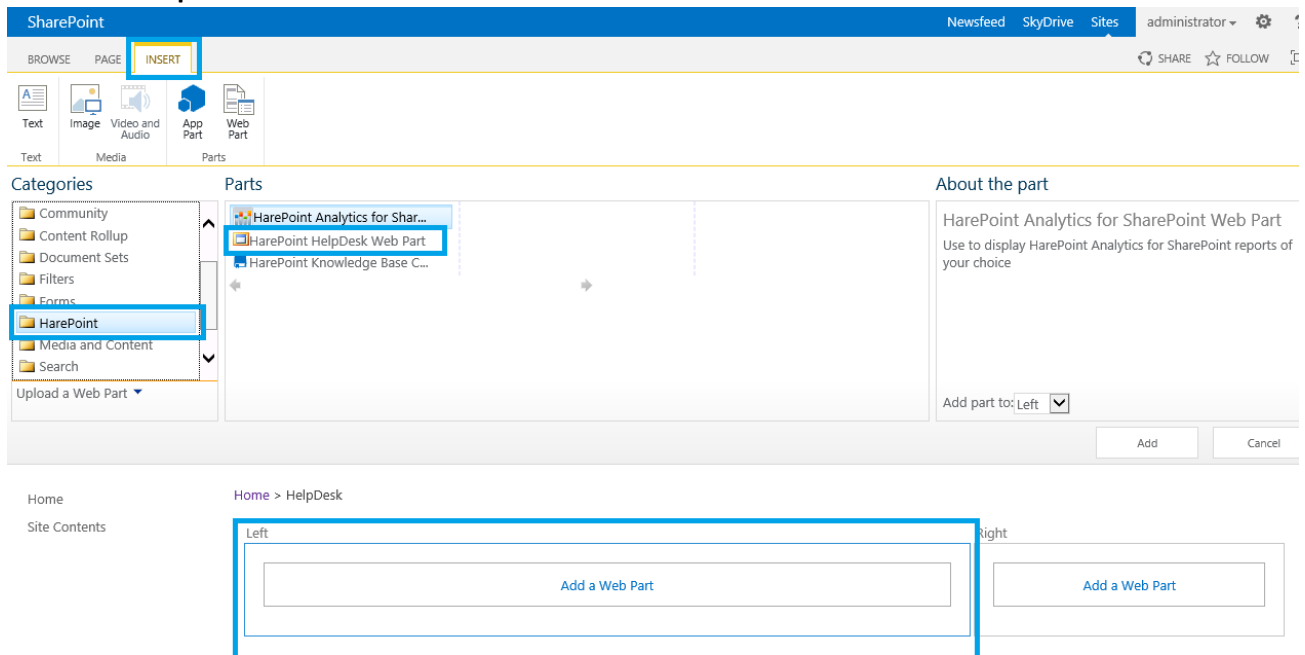 SharePoint Newsfeed SkyDrive Sites administrator ?
BROWSE PAGE INSERT SHARE FOLLOW
Text Image Video and Audio App Part Web Part
Text Media Parts
Categories Parts About the part
Community
Content Rollup
Document Sets
Filters
Forms
HarePoint
Media and Content
Search
Upload a Web Part
HarePoint Analytics for Shar...
HarePoint HelpDesk Web Part
HarePoint Knowledge Base C...
HarePoint Analytics for SharePoint Web Part
Use to display HarePoint Analytics for SharePoint reports of
your choice
Add part to: Left
Add Cancel
Home
Site Contents
Home > HelpDesk
Left Right
Add a Web Part Add a Web Part